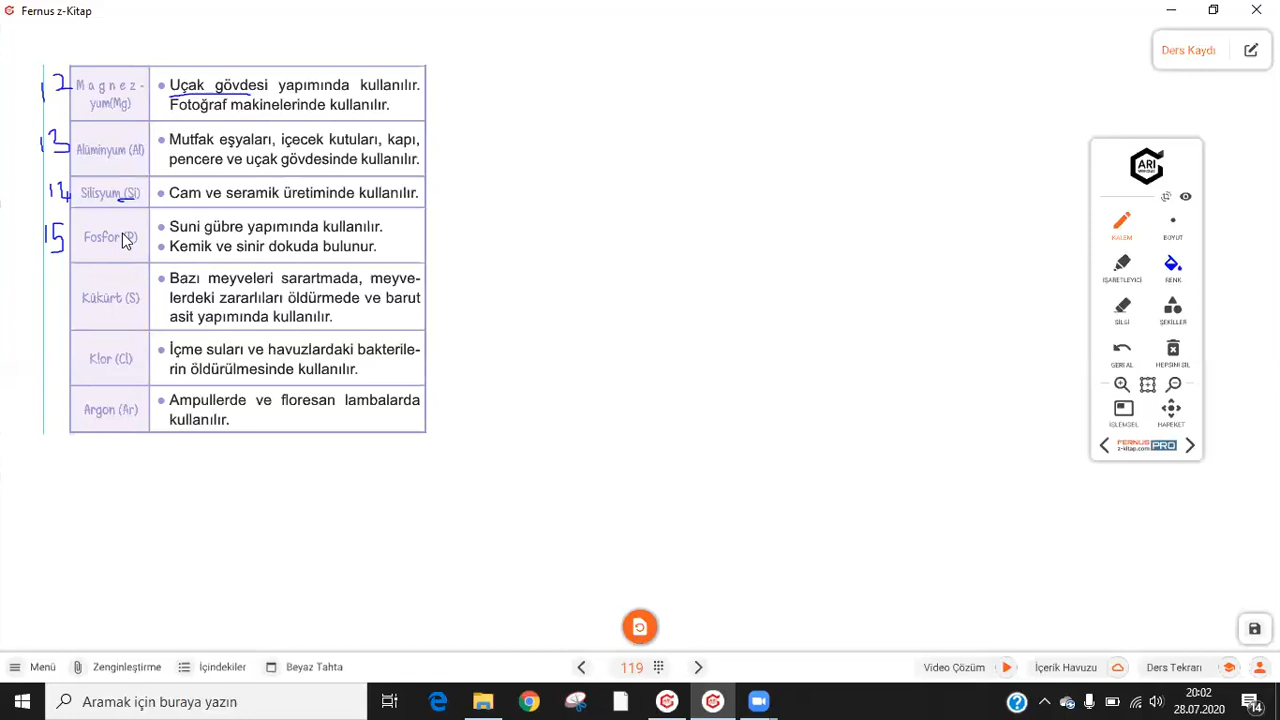 Fernus z-Kitap
Ders Kaydı
12
Magnez-
yum(Mg)
• Uçak gövdesi yapımında kullanılır.
Fotoğraf makinelerinde kullanılır.
13
Alüminyum (Al)
• Mutfak eşyaları, içecek kutuları, kapı,
pencere ve uçak gövdesinde kullanılır.
14
Silisyum (Si)
• Cam ve seramik üretiminde kullanılır.
15
Fosfor (P)
• Suni gübre yapımında kullanılır.
• Kemik ve sinir dokuda bulunur.
Kükürt (S)
• Bazı meyveleri sarartmada, meyve-
lerdeki zararlıları öldürmede ve barut
asit yapımında kullanılır.
Klor (Cl)
• İçme suları ve havuzlardaki bakterile-
rin öldürülmesinde kullanılır.
Argon (Ar)
• Ampullerde ve floresan lambalarda
kullanılır.
ARI
KALEM
BOYUT
İŞARETLEYİCİ
RENK
SİLGİ
ŞEKİLLER
GERİ AL
HEPSİNİ SİL
İŞLEMSEL
HAREKET
FERNUS
z-kitap.com
PRO
Menü
Zenginleştirme
İçindekiler
Beyaz Tahta
119
Video Çözüm
İçerik Havuzu
Ders Tekrarı
Aramak için buraya yazın
20:02
28.07.2020
14